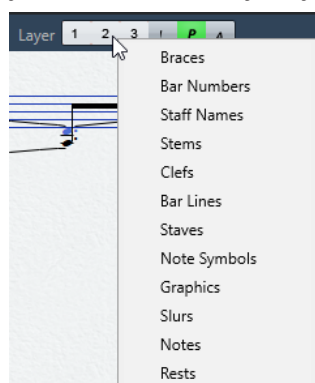 Layer 1 2 3 L P A
Braces
Bar Numbers
Staff Names
Stems
Clefs
Bar Lines
Staves
Note Symbols
Graphics
Slurs
Notes
Rests